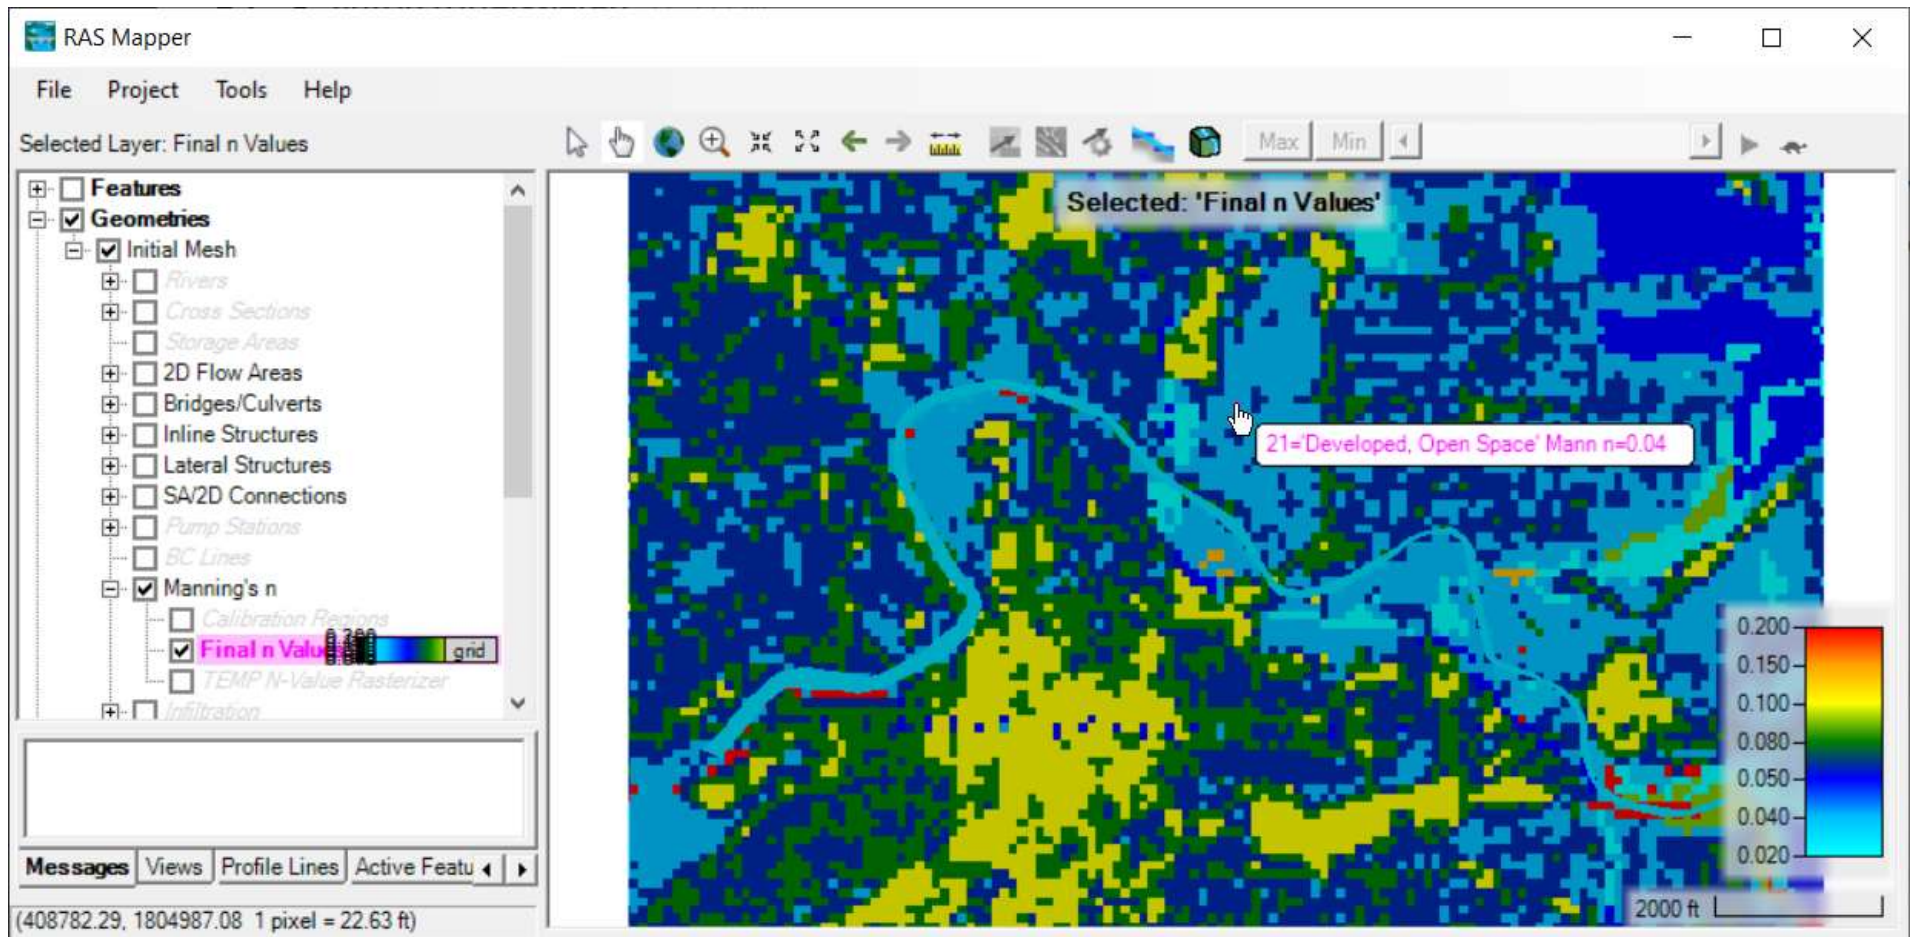 RAS Mapper
File Project Tools Help
Selected Layer: Final n Values
Max Min
Features
Geometries
Initial Mesh
Rivers
Cross Sections
Storage Areas
2D Flow Areas
Bridges/Culverts
Inline Structures
Lateral Structures
SA/2D Connections
Pump Stations
BC Lines
Manning's n
Calibration Regions
Final n Values grid
TEMP N-Value Rasterizer
Infiltration
Messages Views Profile Lines Active Featu
(408782.29, 1804987.08 1 pixel = 22.63 ft)
Selected: 'Final n Values'
21='Developed, Open Space' Mann n=0.04
0.200
0.150
0.100
0.080
0.050
0.040
0.020
2000 ft